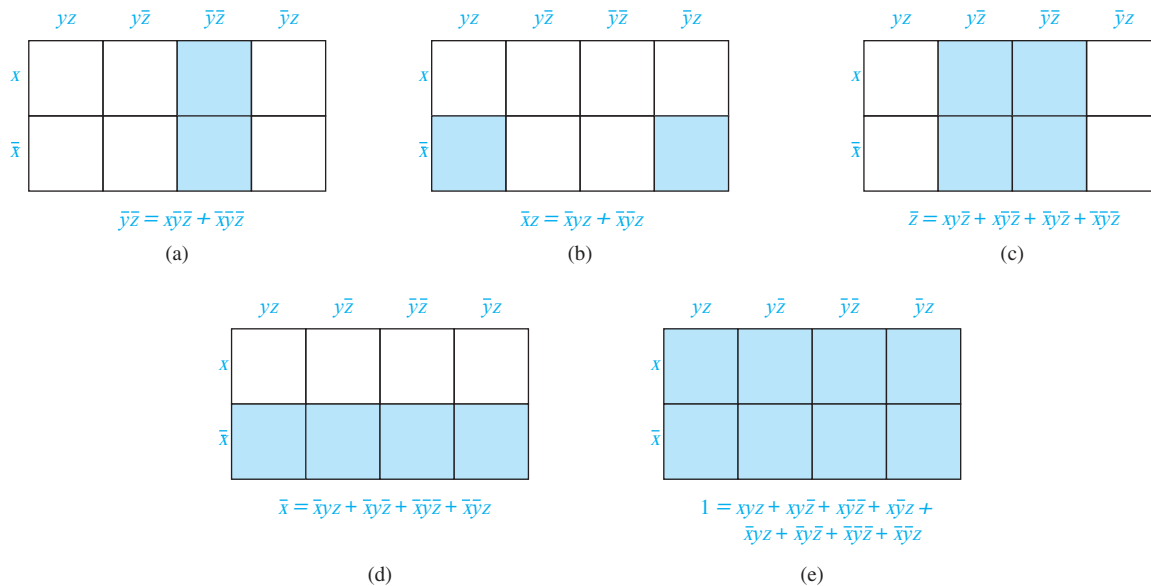 yz yz̄ ȳz̄ ȳz
x
x̄
ȳz̄ = xȳz̄ + x̄ȳz̄
(a)
yz yz̄ ȳz̄ ȳz
x
x̄
x̄z = x̄yz + x̄ȳz
(b)
yz yz̄ ȳz̄ ȳz
x
x̄
z̄ = xyz̄ + xȳz̄ + x̄yz̄ + x̄ȳz̄
(c)
yz yz̄ ȳz̄ ȳz
x
x̄
x̄ = x̄yz + x̄yz̄ + x̄ȳz̄ + x̄ȳz
(d)
yz yz̄ ȳz̄ ȳz
x
x̄
1 = xyz + xyz̄ + xȳz̄ + xȳz +
x̄yz + x̄yz̄ + x̄ȳz̄ + x̄ȳz
(e)